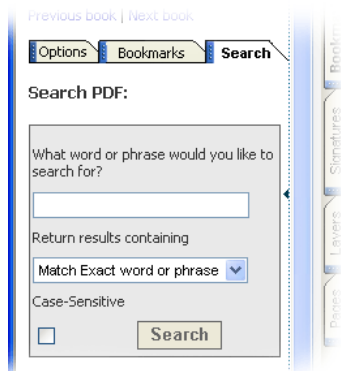 Previous book | Next book
Options Bookmarks Search
Search PDF:
What word or phrase would you like to
search for?
Return results containing
Match Exact word or phrase
Case-Sensitive
Search
Signatures
Layers
Pages